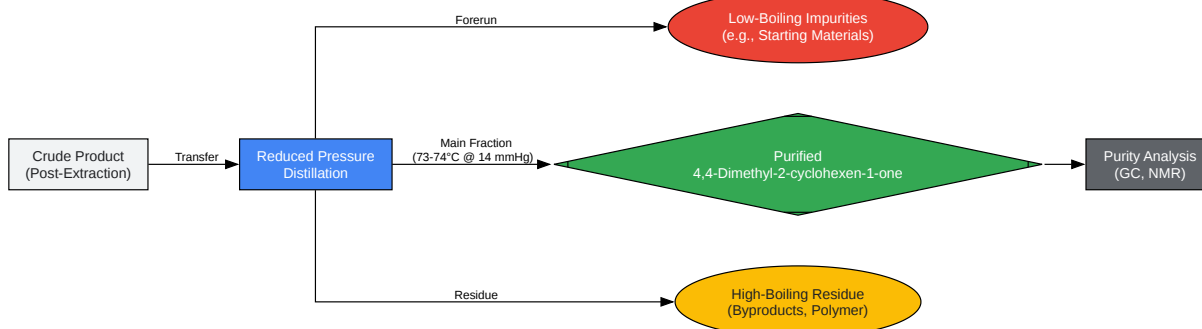 Forerun
Low-Boiling Impurities
(e.g., Starting Materials)
Crude Product
(Post-Extraction)
Transfer
Reduced Pressure
Distillation
Main Fraction
(73-74°C @ 14 mmHg)
Purified
4,4-Dimethyl-2-cyclohexen-1-one
Purity Analysis
(GC, NMR)
Residue
High-Boiling Residue
(Byproducts, Polymer)